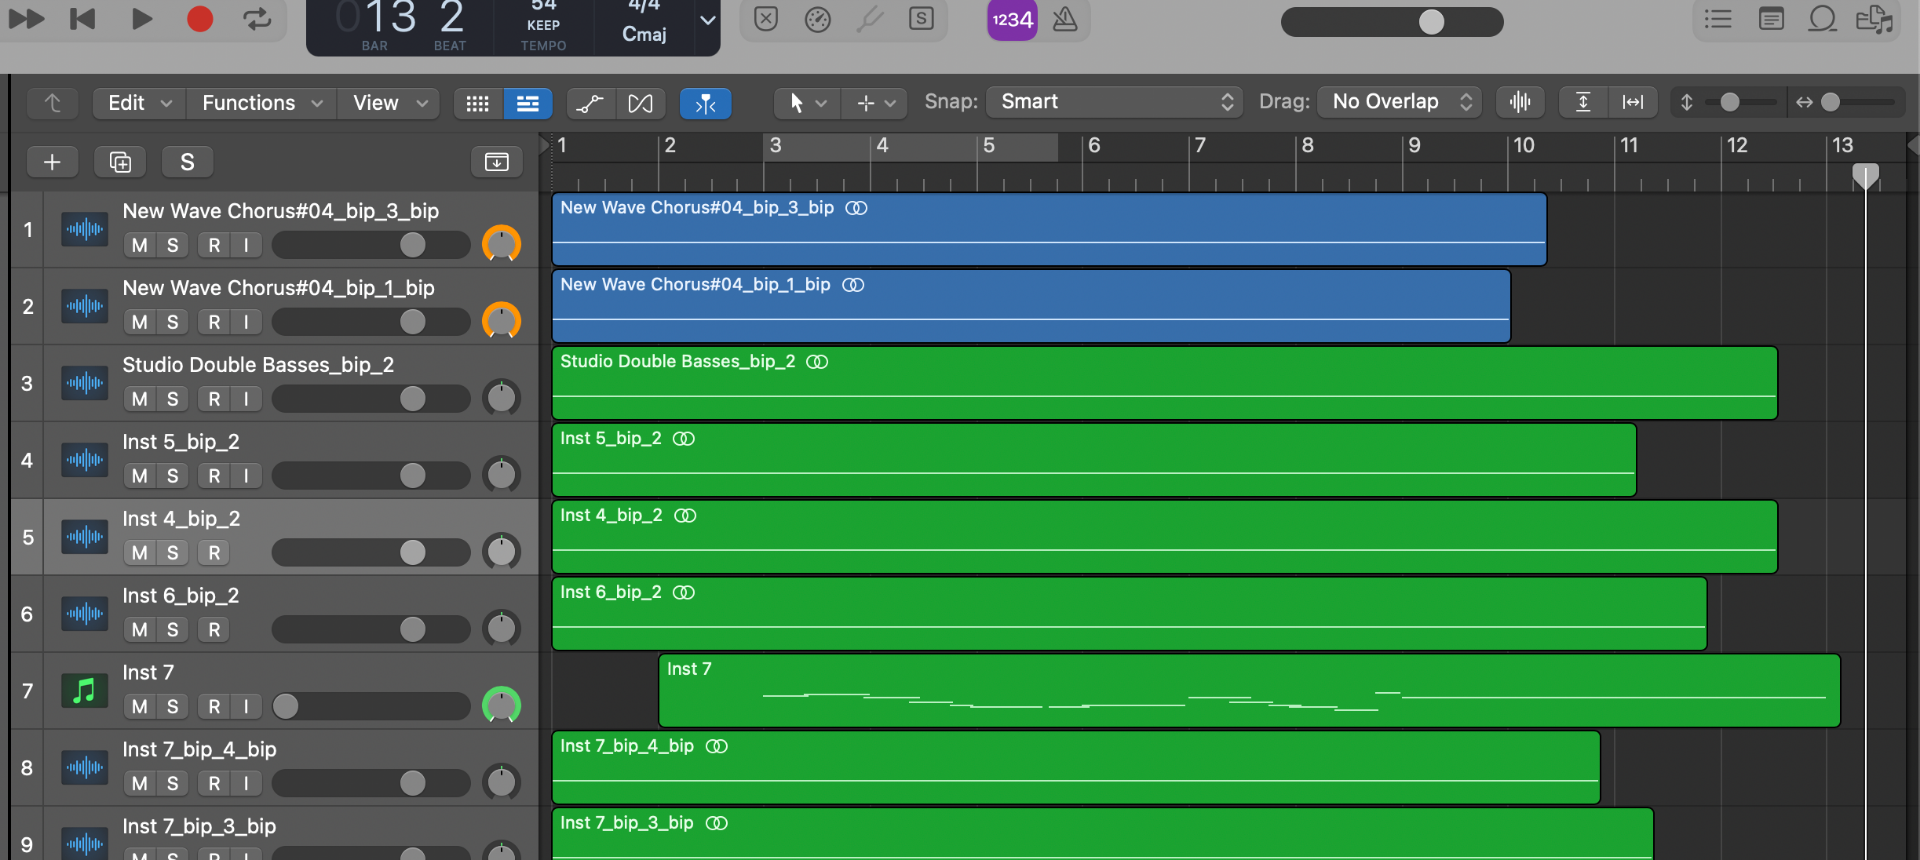 013 2
BAR BEAT
54
KEEP
TEMPO
4/4
Cmaj
S
1234
Edit Functions View Snap: Smart Drag: No Overlap
+ S
1 2 3 4 5 6 7 8 9 10 11 12 13
1 New Wave Chorus#04_bip_3_bip
M S R I
New Wave Chorus#04_bip_3_bip
2 New Wave Chorus#04_bip_1_bip
M S R I
New Wave Chorus#04_bip_1_bip
3 Studio Double Basses_bip_2
M S R I
Studio Double Basses_bip_2
4 Inst 5_bip_2
M S R I
Inst 5_bip_2
5 Inst 4_bip_2
M S R
Inst 4_bip_2
6 Inst 6_bip_2
M S R
Inst 6_bip_2
7 Inst 7
M S R I
Inst 7
8 Inst 7_bip_4_bip
M S R I
Inst 7_bip_4_bip
9 Inst 7_bip_3_bip
M S R I
Inst 7_bip_3_bip